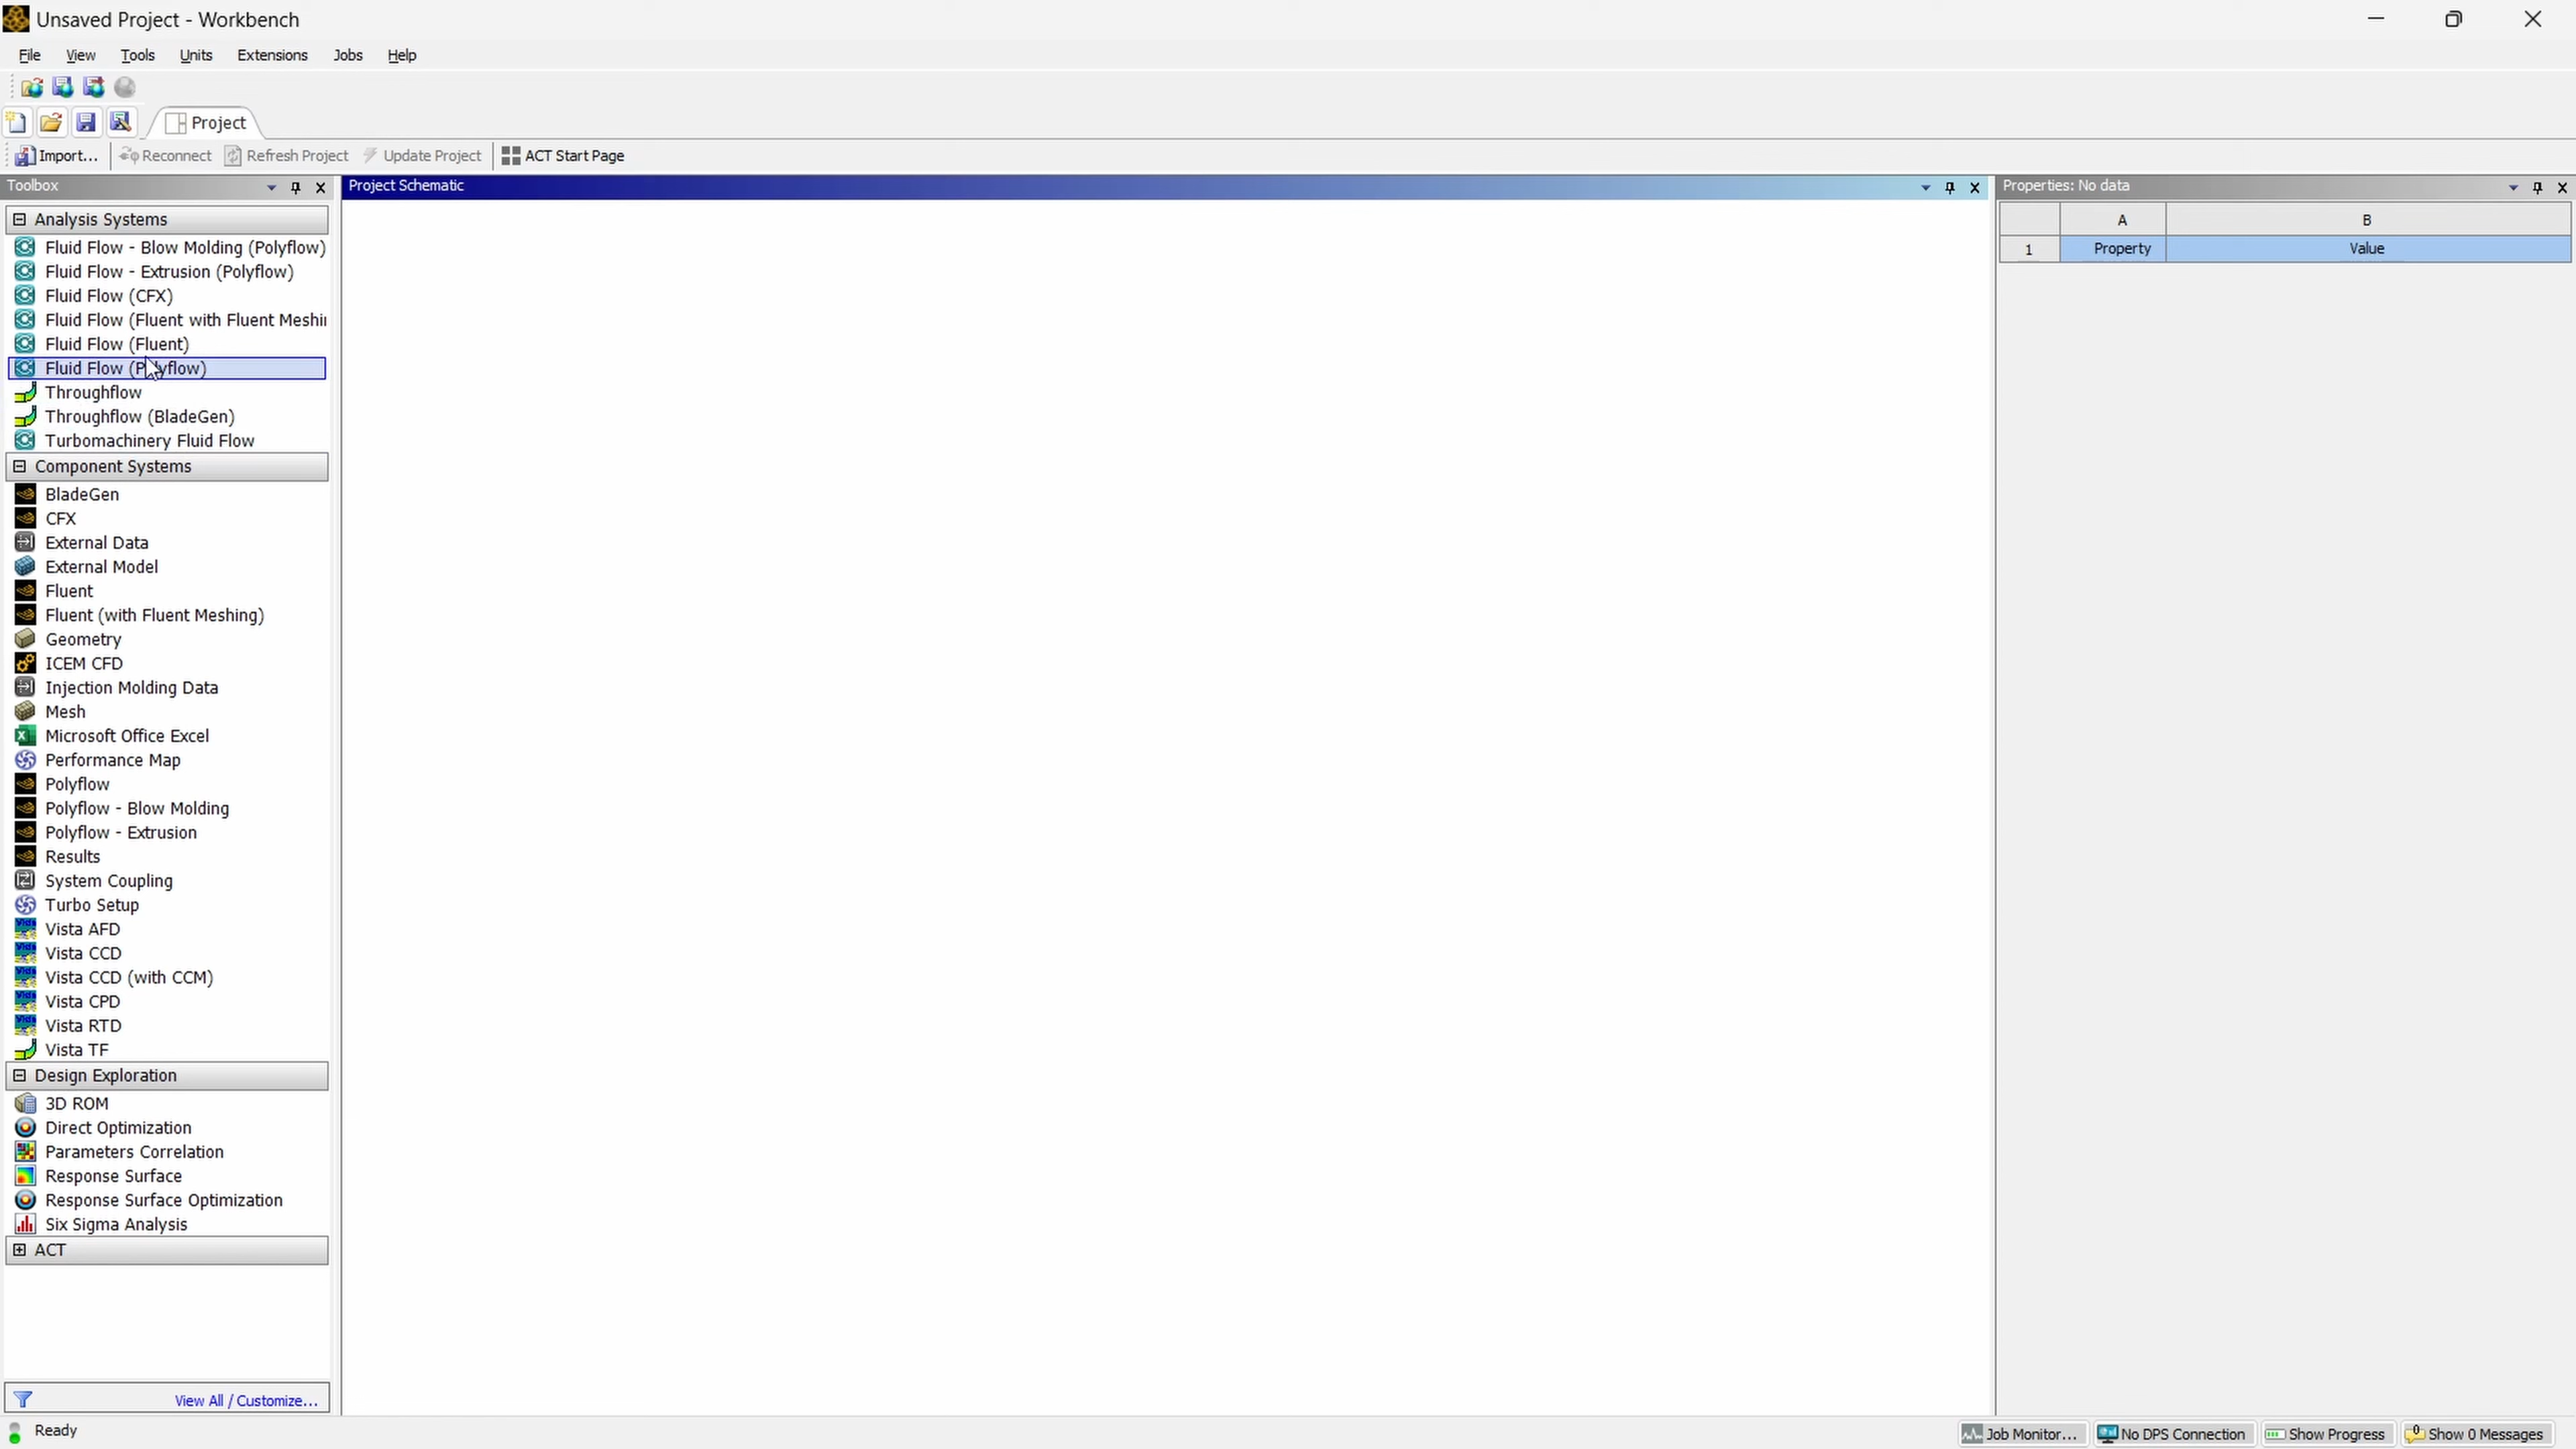 Unsaved Project - Workbench
File View Tools Units Extensions Jobs Help
Project
Import... Reconnect Refresh Project Update Project ACT Start Page
Toolbox
Analysis Systems
Fluid Flow - Blow Molding (Polyflow)
Fluid Flow - Extrusion (Polyflow)
Fluid Flow (CFX)
Fluid Flow (Fluent with Fluent Meshin
Fluid Flow (Fluent)
Fluid Flow (Polyflow)
Throughflow
Throughflow (BladeGen)
Turbomachinery Fluid Flow
Component Systems
BladeGen
CFX
External Data
External Model
Fluent
Fluent (with Fluent Meshing)
Geometry
ICEM CFD
Injection Molding Data
Mesh
Microsoft Office Excel
Performance Map
Polyflow
Polyflow - Blow Molding
Polyflow - Extrusion
Results
System Coupling
Turbo Setup
Vista AFD
Vista CCD
Vista CCD (with CCM)
Vista CPD
Vista RTD
Vista TF
Design Exploration
3D ROM
Direct Optimization
Parameters Correlation
Response Surface
Response Surface Optimization
Six Sigma Analysis
ACT
View All / Customize...
Project Schematic
Properties: No data
A B
1 Property Value
Ready
Job Monitor... No DPS Connection Show Progress 0 Show 0 Messages